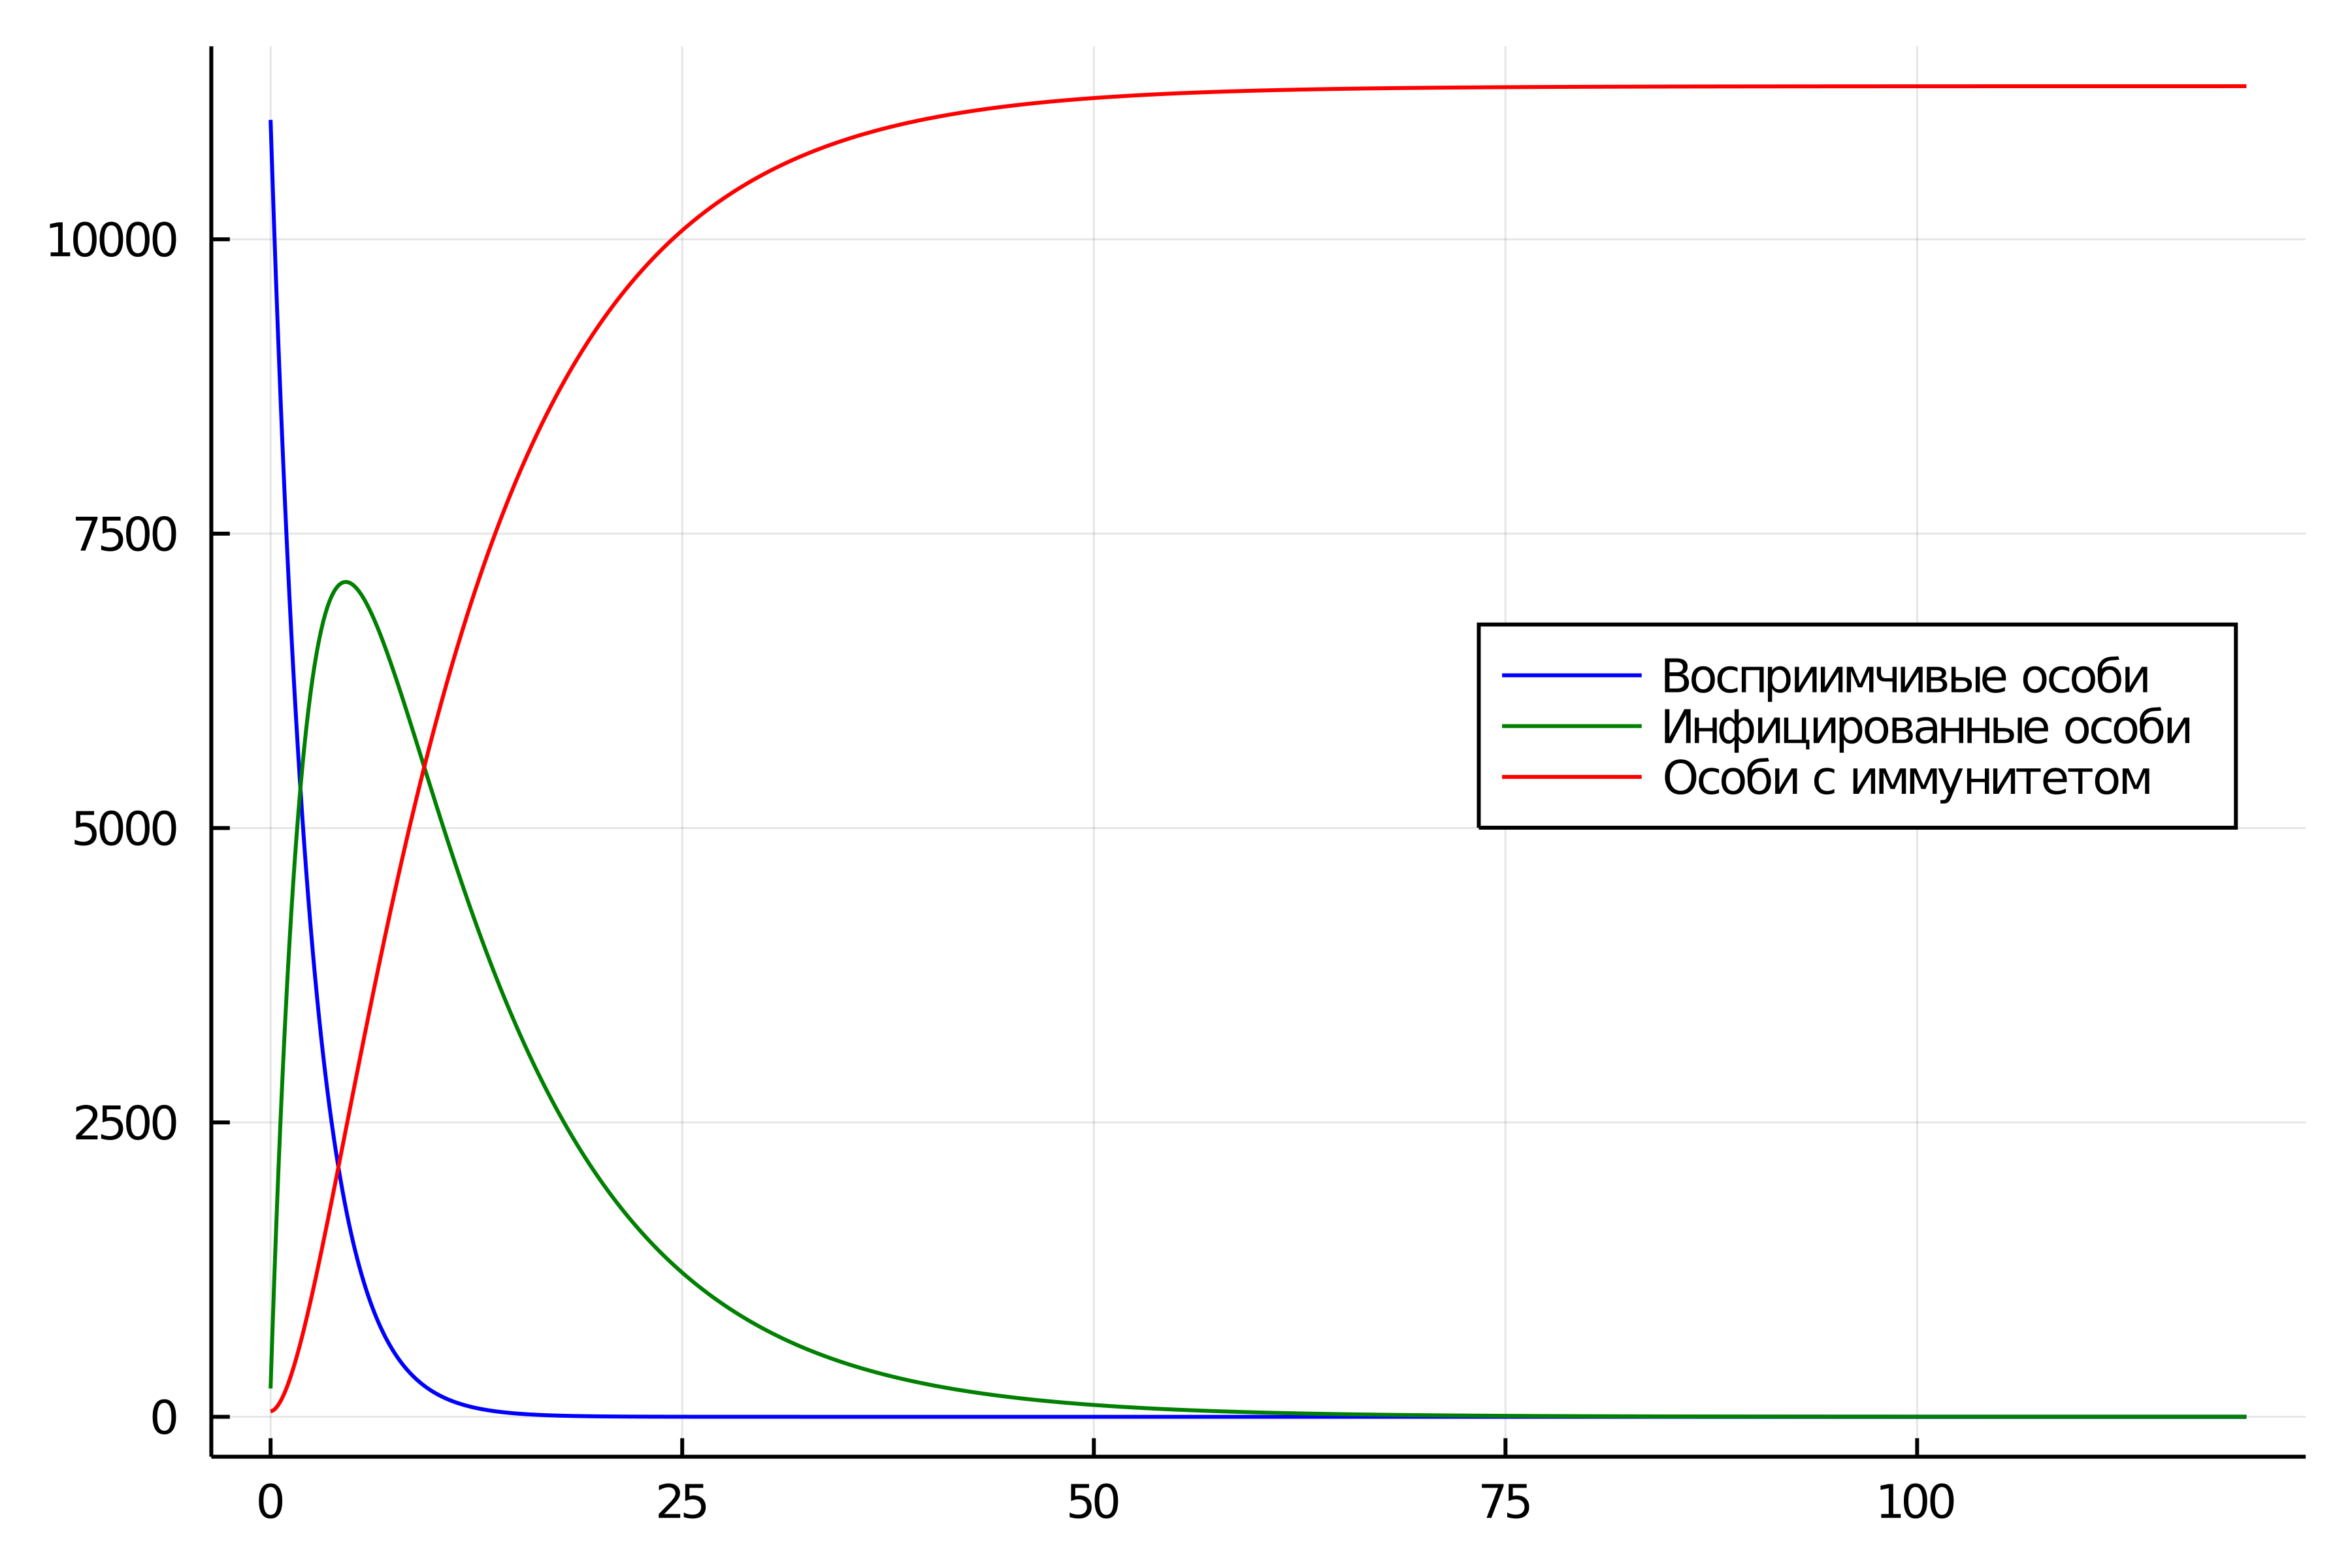 10000
7500
5000
2500
0
Восприимчивые особи
Инфицированные особи
Особи с иммунитетом
0 25 50 75 100